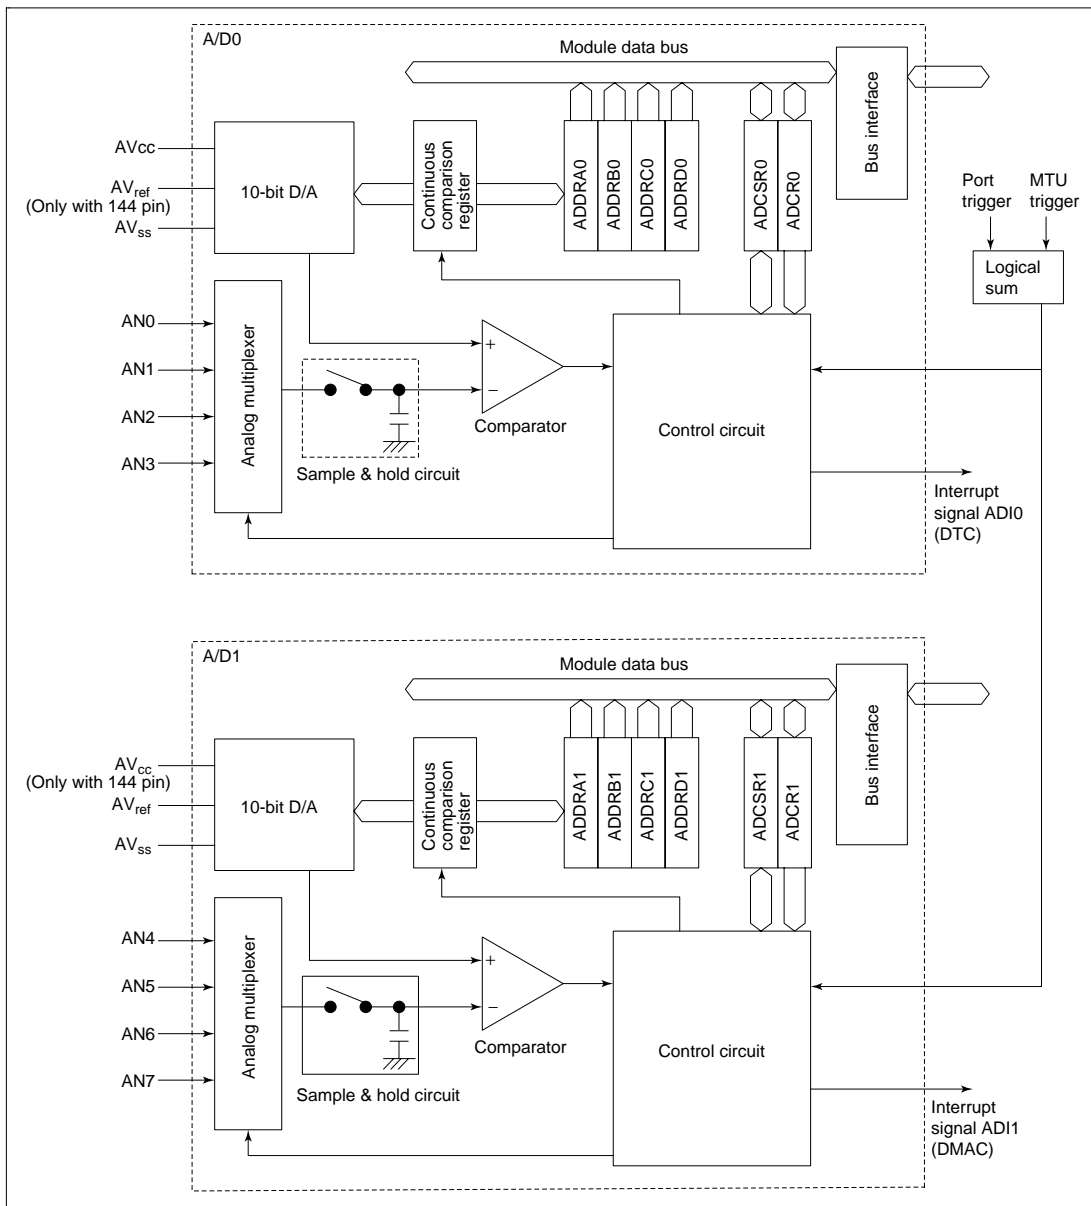 A/D0
Module data bus
Bus interface
AVcc
AVref
(Only with 144 pin)
AVss
10-bit D/A
Continuous
comparison
register
ADDRA0
ADDRB0
ADDRC0
ADDRD0
ADCSR0
ADCR0
Port
trigger
MTU
trigger
Logical
sum
AN0
AN1
AN2
AN3
Analog multiplexer
+
−
Comparator
Sample & hold circuit
Control circuit
Interrupt
signal ADI0
(DTC)
A/D1
Module data bus
Bus interface
AVcc
(Only with 144 pin)
AVref
AVss
10-bit D/A
Continuous
comparison
register
ADDRA1
ADDRB1
ADDRC1
ADDRD1
ADCSR1
ADCR1
AN4
AN5
AN6
AN7
Analog multiplexer
+
−
Comparator
Sample & hold circuit
Control circuit
Interrupt
signal ADI1
(DMAC)